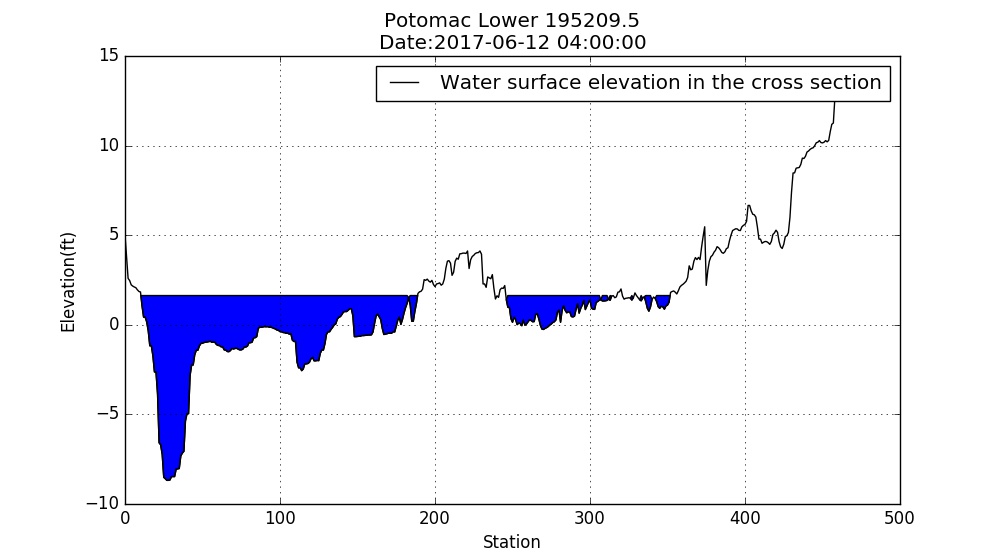 Potomac Lower 195209.5
Date:2017-06-12 04:00:00
Water surface elevation in the cross section
15
10
5
0
−5
−10
Elevation(ft)
0 100 200 300 400 500
Station